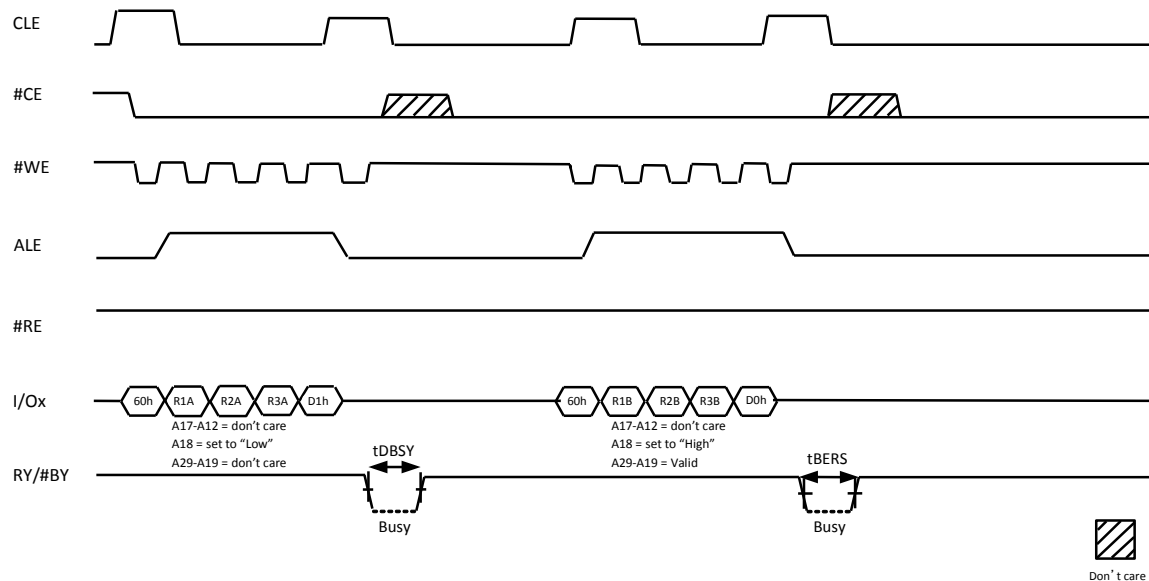 CLE
#CE
#WE
ALE
#RE
I/Ox
60h R1A R2A R3A D1h 60h R1B R2B R3B D0h
A17-A12 = don't care A17-A12 = don't care
A18 = set to “Low” A18 = set to “High”
A29-A19 = don't care A29-A19 = Valid
tDBSY tBERS
RY/#BY
Busy Busy
Don’t care